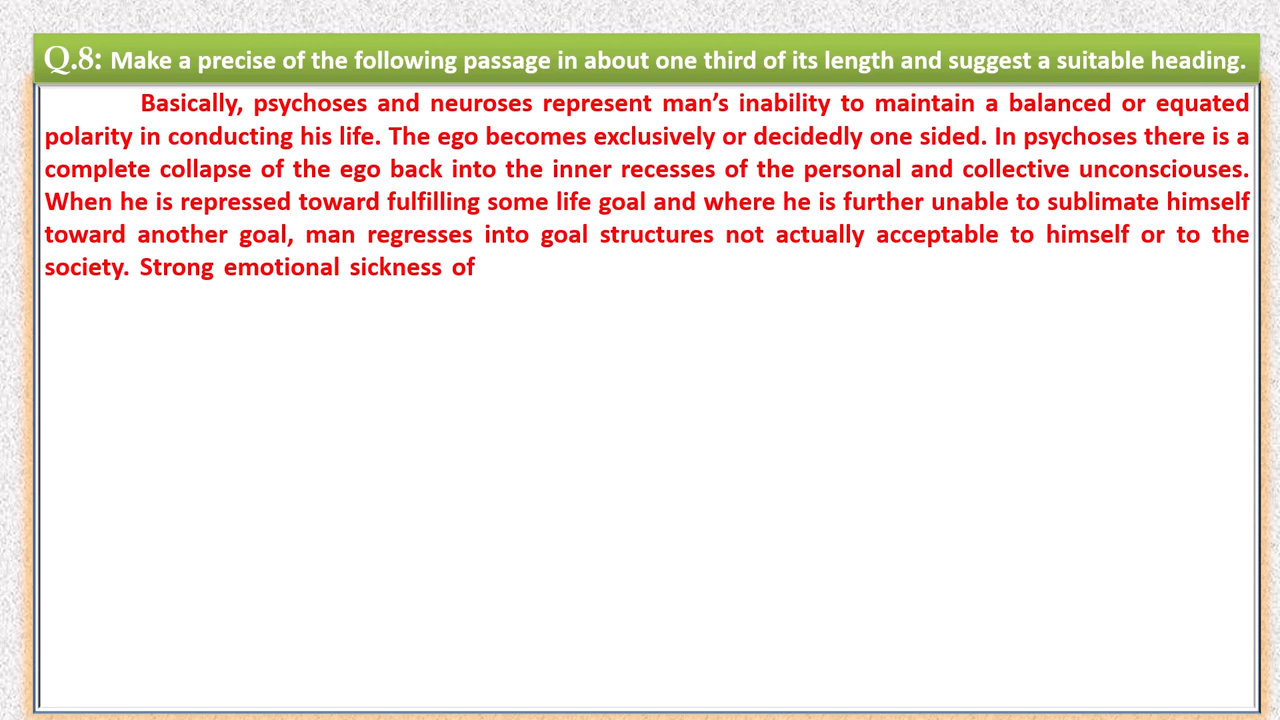 Q.8: Make a precise of the following passage in about one third of its length and suggest a suitable heading.
Basically, psychoses and neuroses represent man’s inability to maintain a balanced or equated
polarity in conducting his life. The ego becomes exclusively or decidedly one sided. In psychoses there is a
complete collapse of the ego back into the inner recesses of the personal and collective unconsciouses.
When he is repressed toward fulfilling some life goal and where he is further unable to sublimate himself
toward another goal, man regresses into goal structures not actually acceptable to himself or to the
society. Strong emotional sickness of